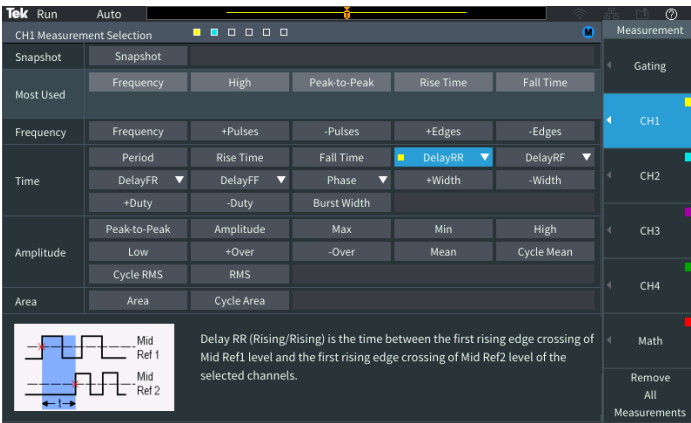 Tek Run Auto T ?
CH1 Measurement Selection M
Snapshot Snapshot
Most Used Frequency High Peak-to-Peak Rise Time Fall Time
Frequency Frequency +Pulses -Pulses +Edges -Edges
Time Period Rise Time Fall Time DelayRR DelayRF
DelayFR DelayFF Phase +Width -Width
+Duty -Duty Burst Width
Amplitude Peak-to-Peak Amplitude Max Min High
Low +Over -Over Mean Cycle Mean
Cycle RMS RMS
Area Area Cycle Area
Mid
Ref 1
Mid
Ref 2
t
Delay RR (Rising/Rising) is the time between the first rising edge crossing of
Mid Ref1 level and the first rising edge crossing of Mid Ref2 level of the
selected channels.
Measurement
Gating
CH1
CH2
CH3
CH4
Math
Remove
All
Measurements